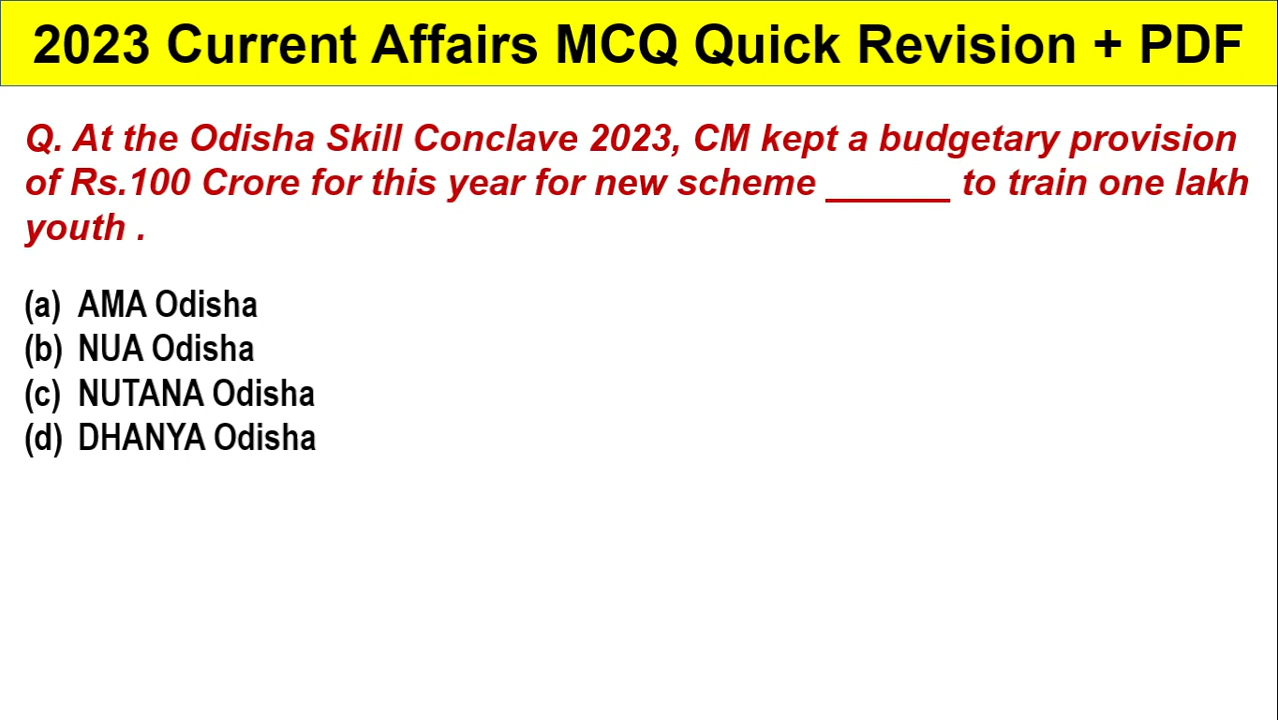 2023 Current Affairs MCQ Quick Revision + PDF
Q. At the Odisha Skill Conclave 2023, CM kept a budgetary provision
of Rs.100 Crore for this year for new scheme ______ to train one lakh
youth .
(a) AMA Odisha
(b) NUA Odisha
(c) NUTANA Odisha
(d) DHANYA Odisha